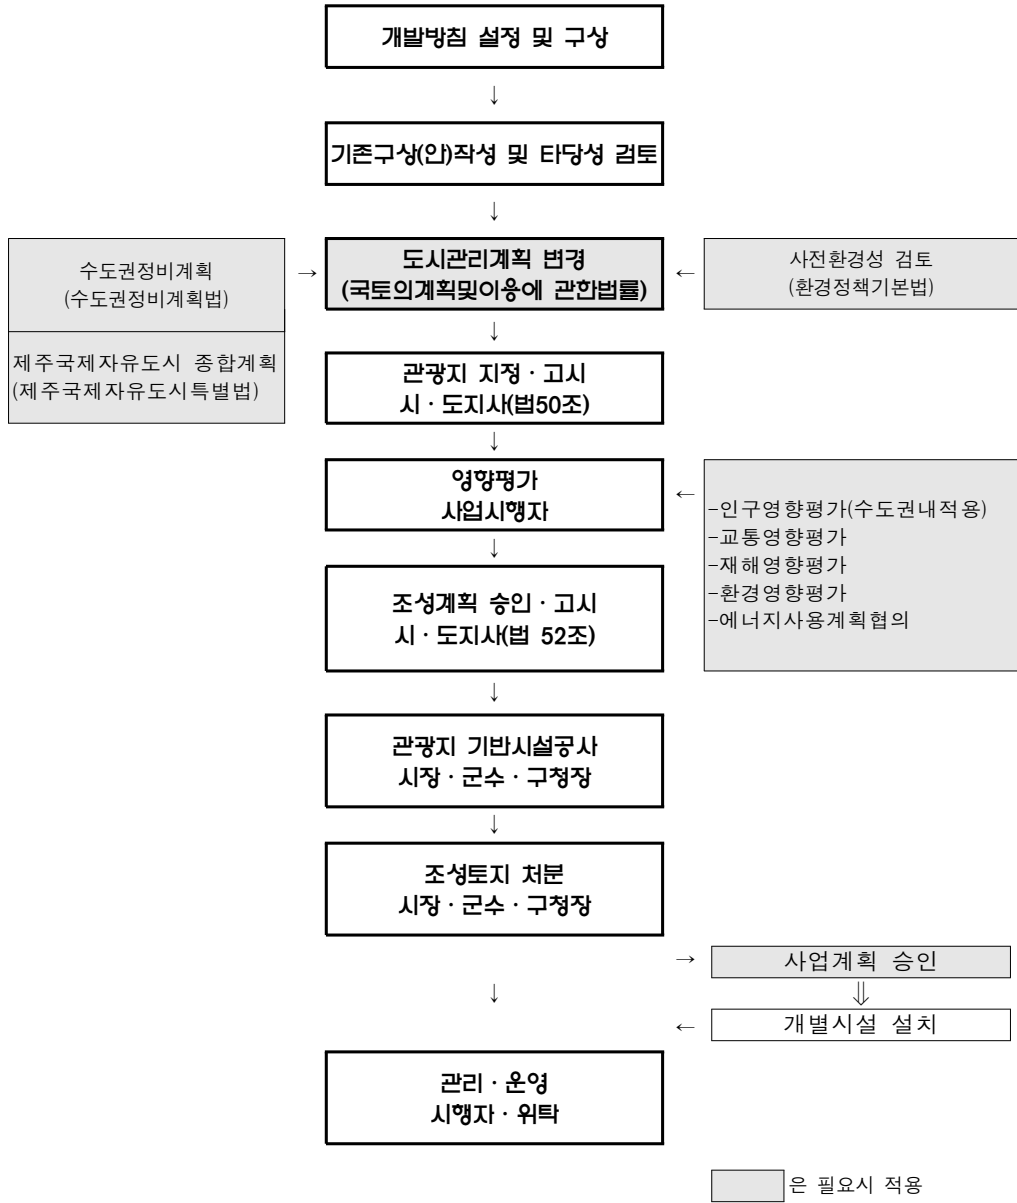 개발방침 설정 및 구상
↓
기존구상(안)작성 및 타당성 검토
↓
수도권정비계획
(수도권정비계획법)
→
도시관리계획 변경
(국토의계획및이용에 관한법률)
←
사전환경성 검토
(환경정책기본법)
제주국제자유도시 종합계획
(제주국제자유도시특별법)
↓
관광지 지정·고시
시·도지사(법50조)
↓
영향평가
사업시행자
←
-인구영향평가(수도권내적용)
-교통영향평가
-재해영향평가
-환경영향평가
-에너지사용계획협의
↓
조성계획 승인·고시
시·도지사(법 52조)
↓
관광지 기반시설공사
시장·군수·구청장
↓
조성토지 처분
시장·군수·구청장
→
사업계획 승인
↓
⇓
←
개별시설 설치
관리·운영
시행자·위탁
은 필요시 적용